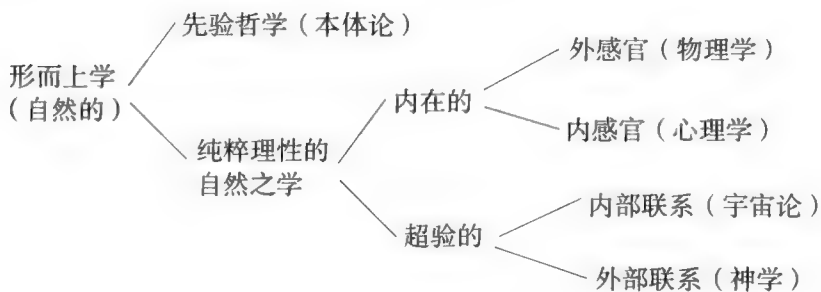 先验哲学（本体论）
形而上学
（自然的）
外感官（物理学）
内在的
内感官（心理学）
纯粹理性的
自然之学
内部联系（宇宙论）
超验的
外部联系（神学）